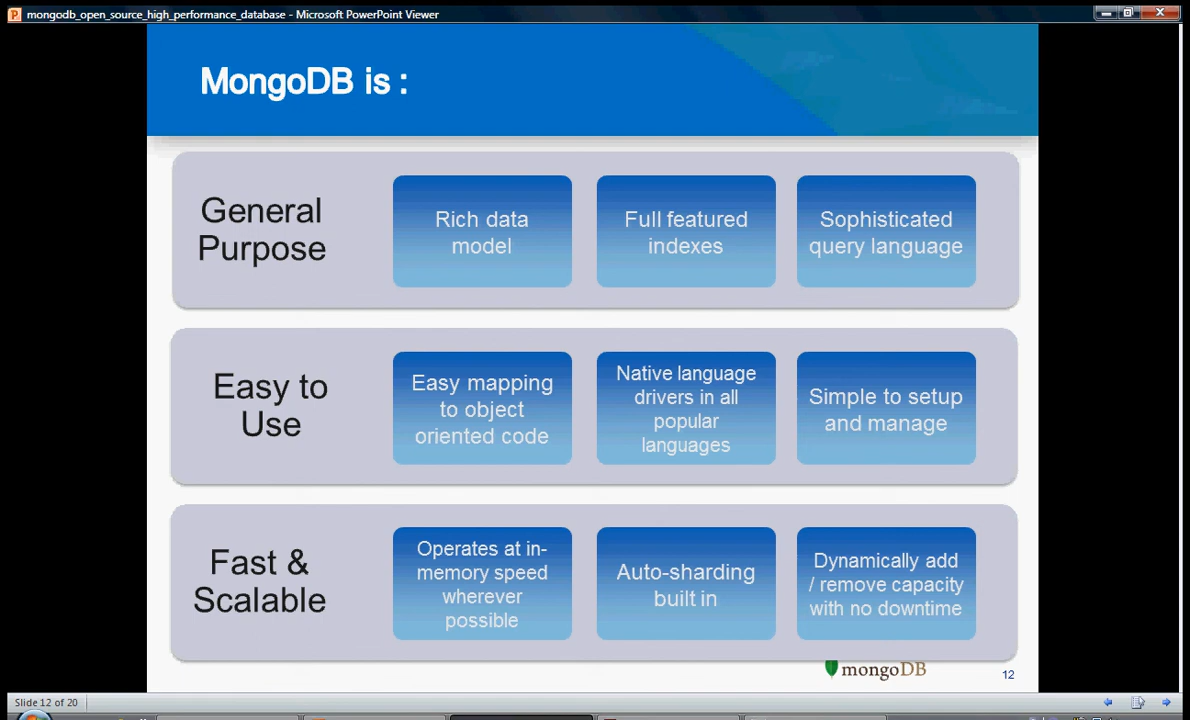 mongodb_open_source_high_performance_database - Microsoft PowerPoint Viewer
MongoDB is :
General
Purpose
Rich data
model
Full featured
indexes
Sophisticated
query language
Easy to
Use
Easy mapping
to object
oriented code
Native language
drivers in all
popular
languages
Simple to setup
and manage
Fast &
Scalable
Operates at in-
memory speed
wherever
possible
Auto-sharding
built in
Dynamically add
/ remove capacity
with no downtime
mongoDB
12
Slide 12 of 20